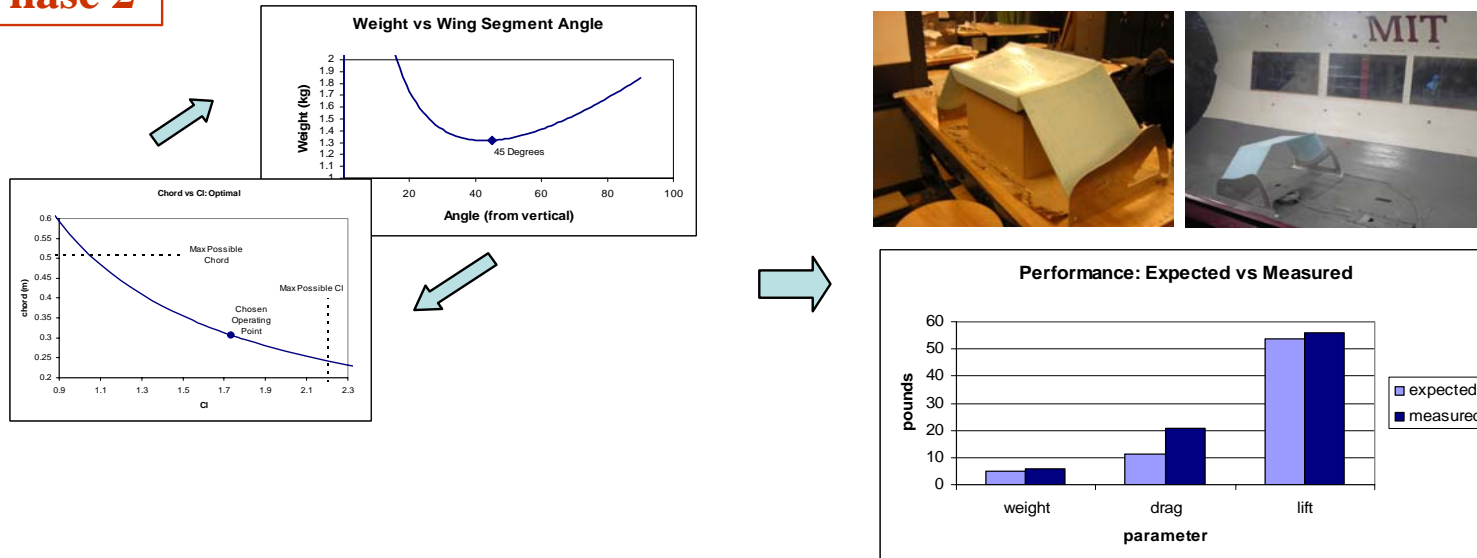 hase 2
Weight vs Wing Segment Angle
2
1.9
1.8
1.7
1.6
1.5
1.4
1.3
1.2
1.1
1
Weight (kg)
45 Degrees
20 40 60 80 100
Angle (from vertical)
Chord vs Cl: Optimal
0.6
0.55
0.5
0.45
0.4
0.35
0.3
0.25
0.2
chord (m)
Max Possible
Chord
Max Possible Cl
Chosen
Operating
Point
0.9 1.1 1.3 1.5 1.7 1.9 2.1 2.3
Cl
MIT
Performance: Expected vs Measured
60
50
40
30
20
10
0
pounds
weight drag lift
parameter
expected
measured